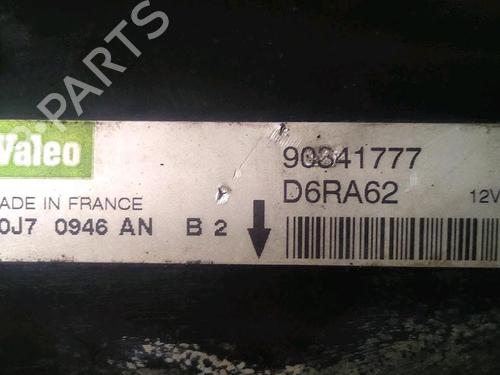 PARTS
Valeo
90341777
D6RA62
12V
ADE IN FRANCE
0J7 0946 AN B 2